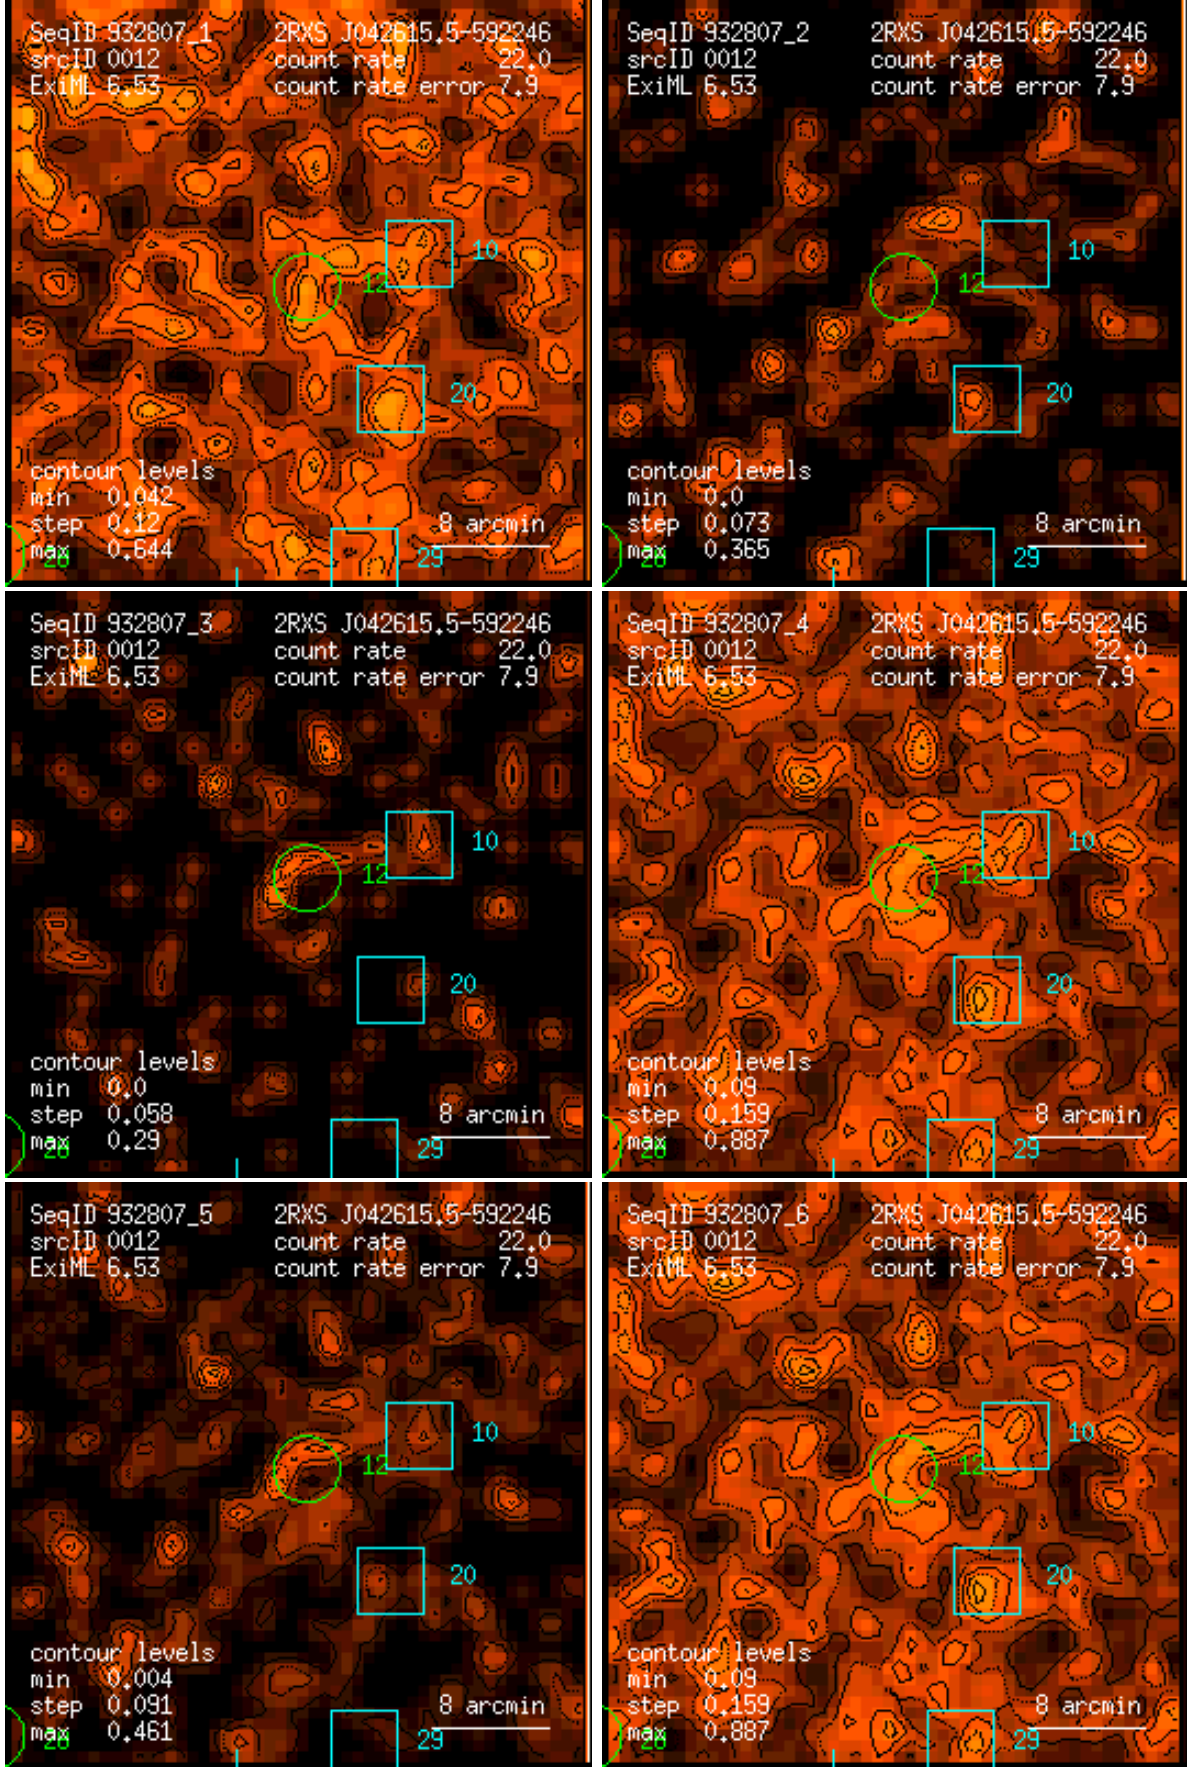 SeqID 932807_1 2RXS J042615.5-592246
srcID 0012 count rate 22.0
ExiML 6.53 count rate error 7.9
10
12
20
contour levels
min 0.042
step 0.12 8 arcmin
max 0.644
28 29
SeqID 932807_2 2RXS J042615.5-592246
srcID 0012 count rate 22.0
ExiML 6.53 count rate error 7.9
10
12
20
contour levels
min 0.0
step 0.073 8 arcmin
max 0.365
28 29
SeqID 932807_3 2RXS J042615.5-592246
srcID 0012 count rate 22.0
ExiML 6.53 count rate error 7.9
10
12
20
contour levels
min 0.0
step 0.058 8 arcmin
max 0.29
28 29
SeqID 932807_4 2RXS J042615.5-592246
srcID 0012 count rate 22.0
ExiML 6.53 count rate error 7.9
10
12
20
contour levels
min 0.09
step 0.159 8 arcmin
max 0.887
28 29
SeqID 932807_5 2RXS J042615.5-592246
srcID 0012 count rate 22.0
ExiML 6.53 count rate error 7.9
10
12
20
contour levels
min 0.004
step 0.091 8 arcmin
max 0.461
28 29
SeqID 932807_6 2RXS J042615.5-592246
srcID 0012 count rate 22.0
ExiML 6.53 count rate error 7.9
10
12
20
contour levels
min 0.09
step 0.159 8 arcmin
max 0.887
28 29